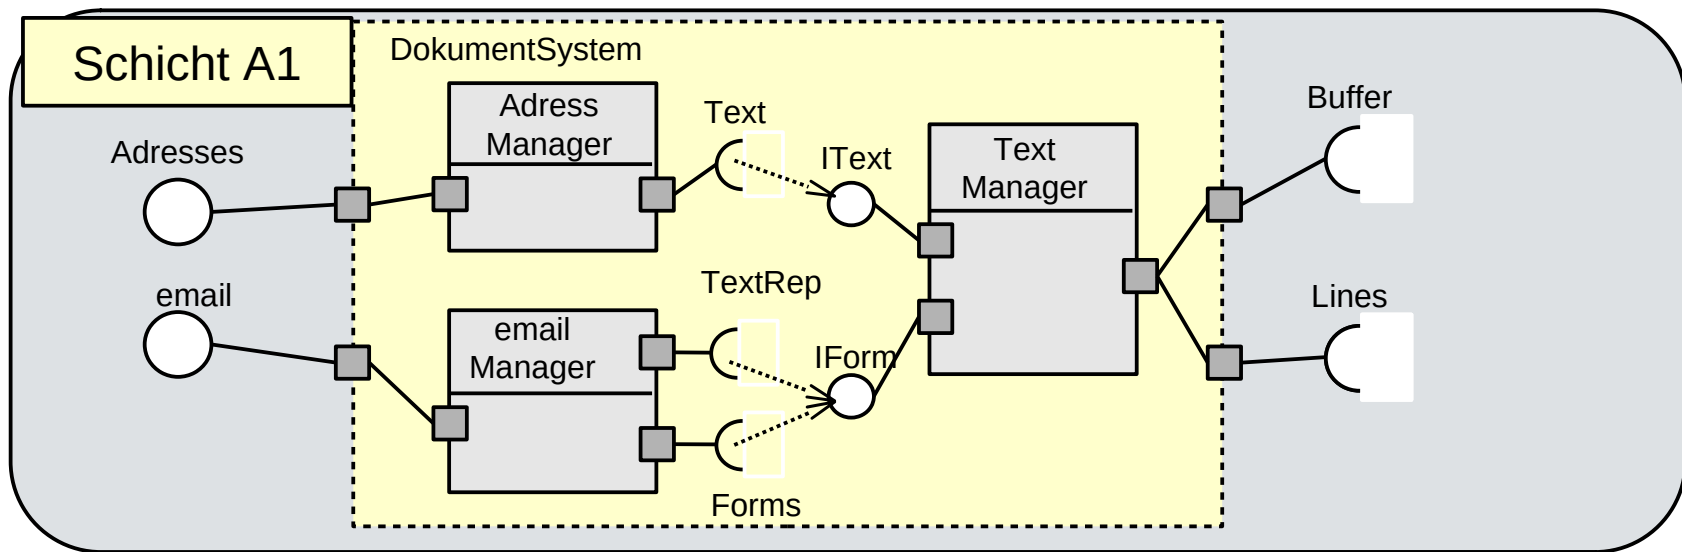 Schicht A1
DokumentSystem
Adresses
email
Adress
Manager
Text
IText
Text
Manager
Buffer
email
Manager
TextRep
IForm
Forms
Lines